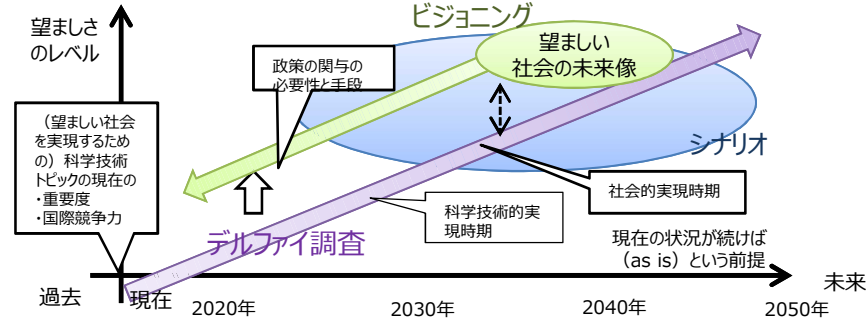 望ましさ
のレベル
ビジョニング
望ましい
社会の未来像
政策の関与の
必要性と手段
（望ましい社会
を実現するため
の）科学技術
トピックの現在の
・重要度
・国際競争力
シナリオ
社会的実現時期
科学技術的実
現時期
デルファイ調査
現在の状況が続けば
（as is）という前提
過去
現在
未来
2020年
2030年
2040年
2050年